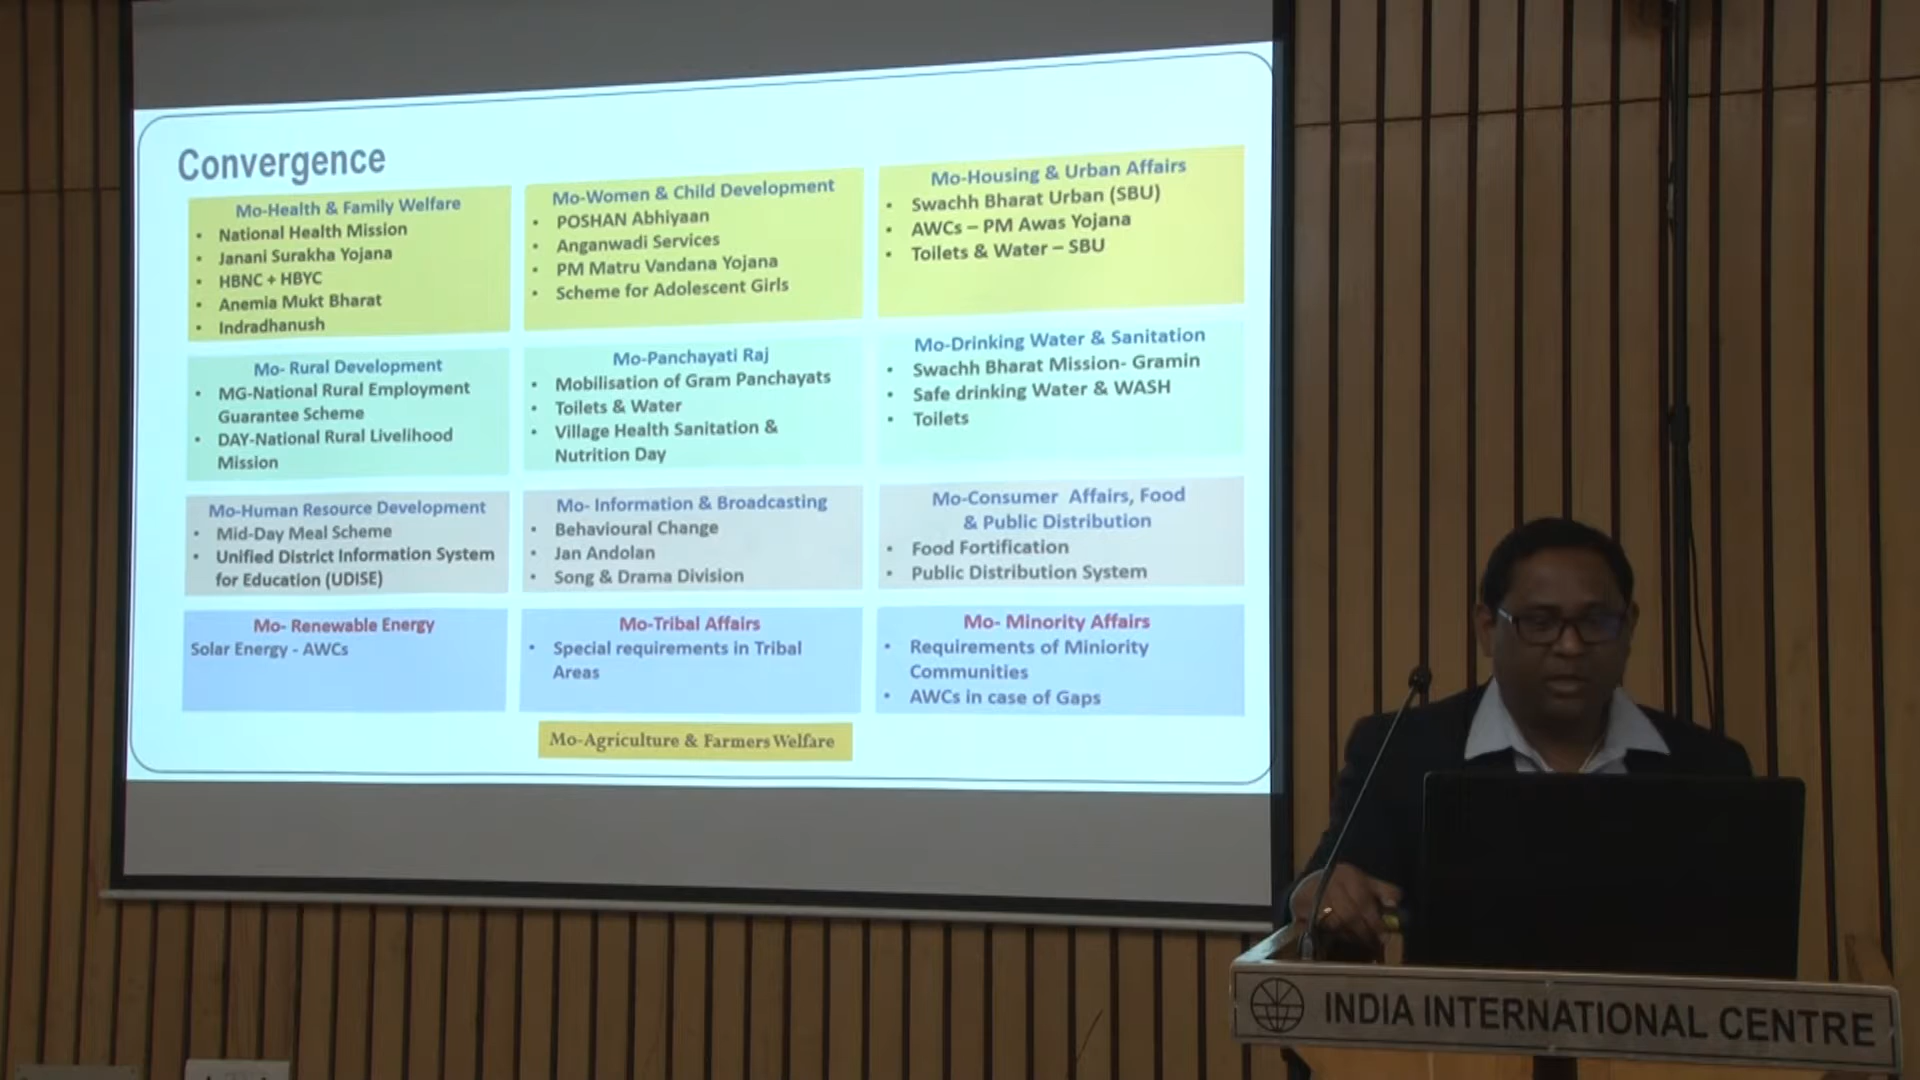 Convergence
Mo-Health & Family Welfare
• National Health Mission
• Janani Surakha Yojana
• HBNC + HBYC
• Anemia Mukt Bharat
• Indradhanush
Mo-Women & Child Development
• POSHAN Abhiyaan
• Anganwadi Services
• PM Matru Vandana Yojana
• Scheme for Adolescent Girls
Mo-Housing & Urban Affairs
• Swachh Bharat Urban (SBU)
• AWCs – PM Awas Yojana
• Toilets & Water – SBU
Mo- Rural Development
• MG-National Rural Employment
Guarantee Scheme
• DAY-National Rural Livelihood
Mission
Mo-Panchayati Raj
• Mobilisation of Gram Panchayats
• Toilets & Water
• Village Health Sanitation &
Nutrition Day
Mo-Drinking Water & Sanitation
• Swachh Bharat Mission- Gramin
• Safe drinking Water & WASH
• Toilets
Mo-Human Resource Development
• Mid-Day Meal Scheme
• Unified District Information System
for Education (UDISE)
Mo- Information & Broadcasting
• Behavioural Change
• Jan Andolan
• Song & Drama Division
Mo-Consumer Affairs, Food
& Public Distribution
• Food Fortification
• Public Distribution System
Mo- Renewable Energy
Solar Energy - AWCs
Mo-Tribal Affairs
• Special requirements in Tribal
Areas
Mo- Minority Affairs
• Requirements of Miniority
Communities
• AWCs in case of Gaps
Mo-Agriculture & Farmers Welfare
INDIA INTERNATIONAL CENTRE